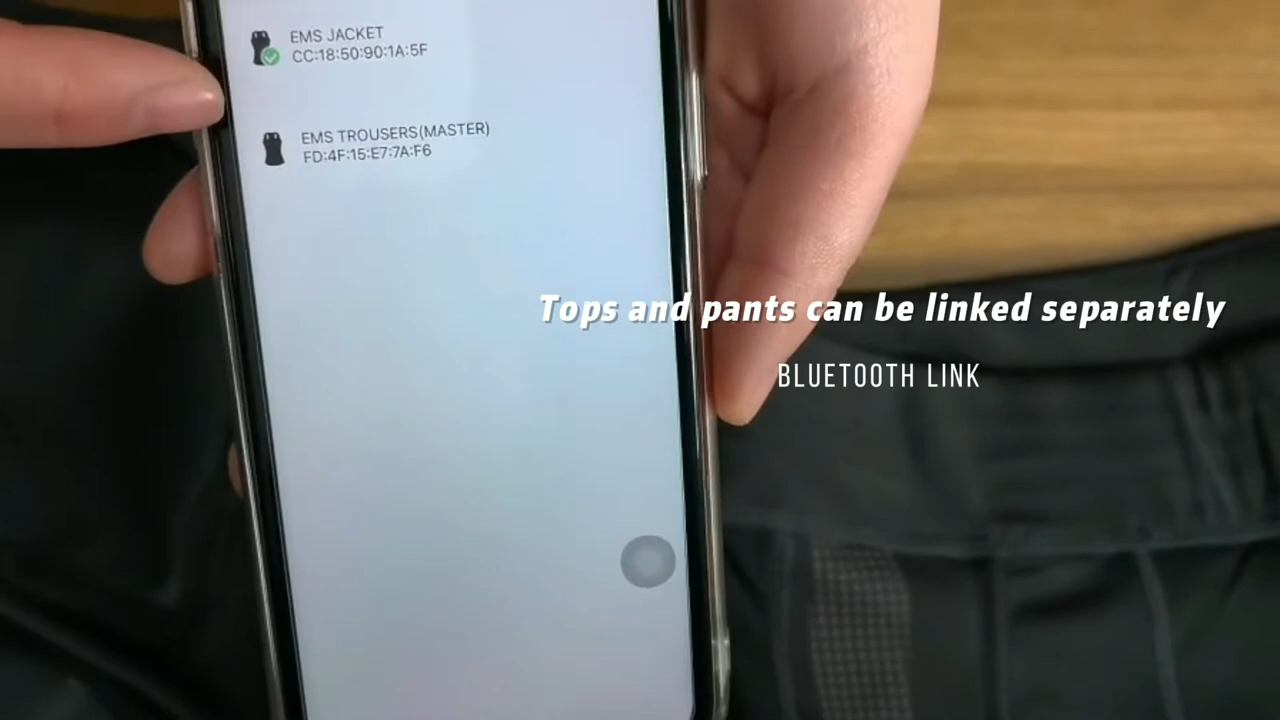 EMS JACKET
CC:18:50:90:1A:5F
EMS TROUSERS(MASTER)
FD:4F:15:E7:7A:F6
Tops and pants can be linked separately
BLUETOOTH LINK